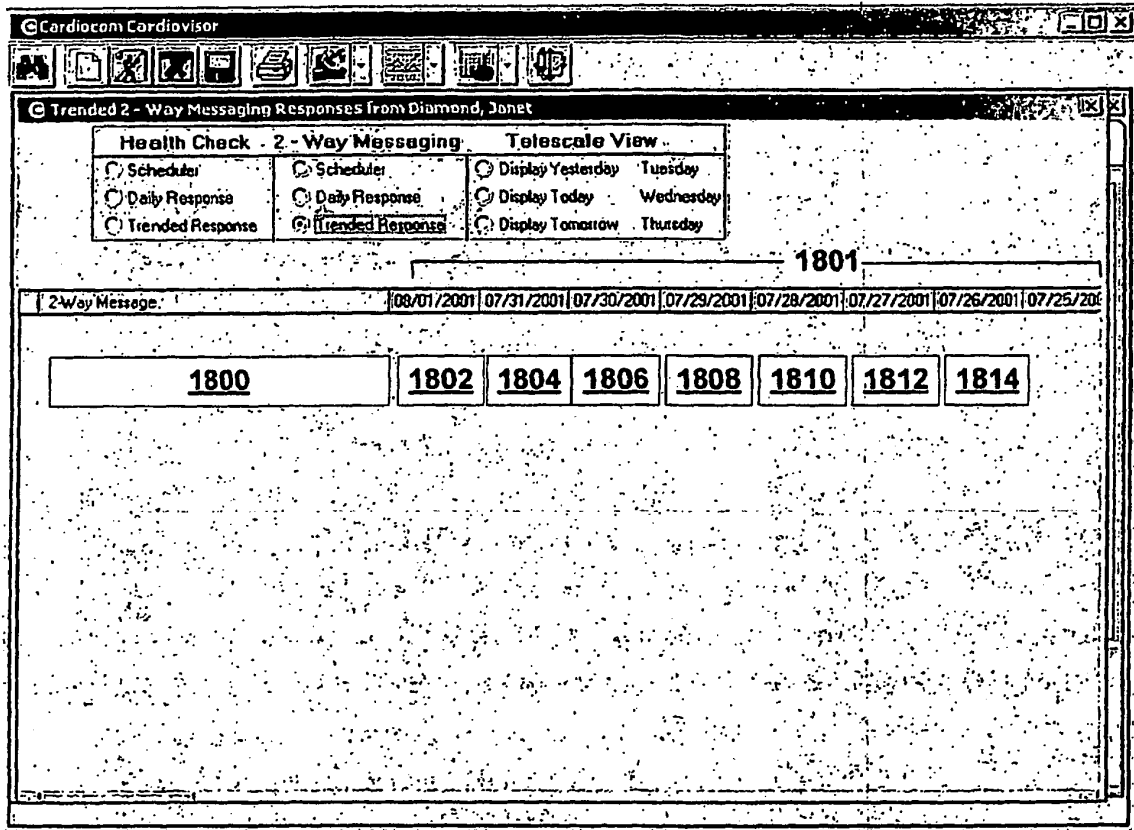 Cardiocom Cardiovisor
Trended 2 - Way Messaging Responses from Diamond, Janet
Health Check 2 - Way Messaging Telescale View
Scheduler Scheduler Display Yesterday Tuesday
Daily Response Daily Response Display Today Wednesday
Trended Response Trended Response Display Tomorrow Thursday
1801
2-Way Message 08/01/2001 07/31/2001 07/30/2001 07/29/2001 07/28/2001 07/27/2001 07/26/2001 07/25/200
1800 1802 1804 1806 1808 1810 1812 1814